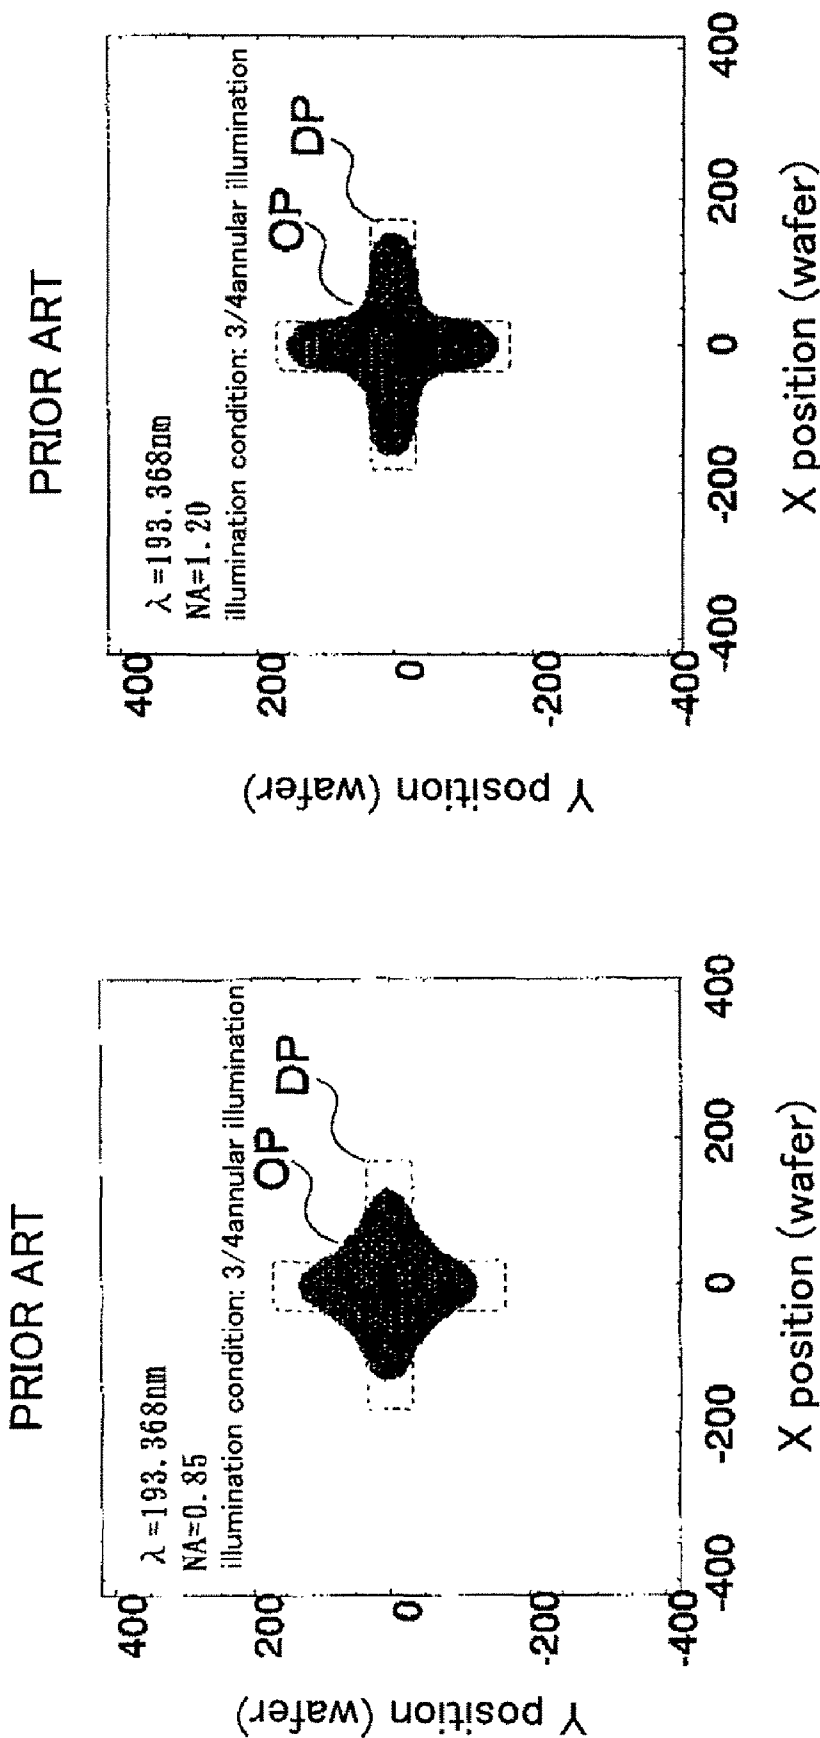 PRIOR ART
λ=193.368nm
NA=0.85
illumination condition: 3/4annular illumination
OP
DP
400
200
0
-200
-400
Y position (wafer)
-400
-200
0
200
400
X position (wafer)
PRIOR ART
λ=193.368nm
NA=1.20
illumination condition: 3/4annular illumination
OP
DP
400
200
0
-200
-400
Y position (wafer)
-400
-200
0
200
400
X position (wafer)